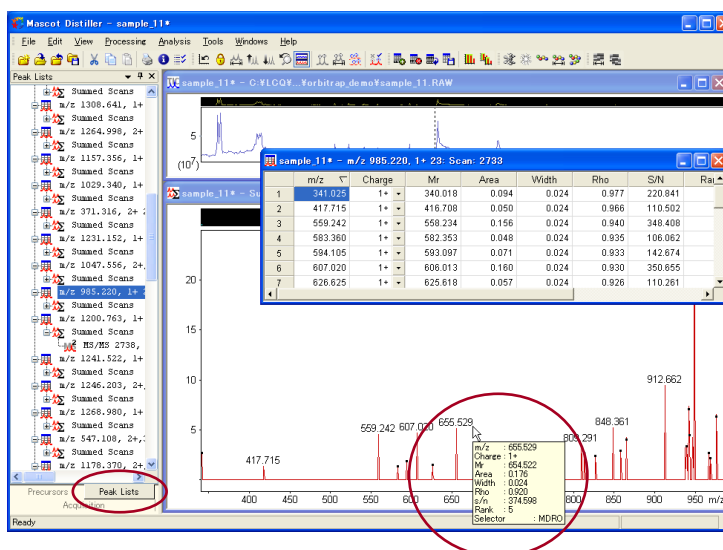 Mascot Distiller - sample_11*
File Edit View Processing Analysis Tools Windows Help
Peak Lists
Summed Scans
m/z 1308.641, 1+
Summed Scans
m/z 1264.998, 2+
Summed Scans
m/z 1157.356, 1+
Summed Scans
m/z 1029.340, 1+
Summed Scans
m/z 371.316, 2+
Summed Scans
m/z 1231.152, 1+
Summed Scans
m/z 1047.556, 2+,
Summed Scans
m/z 985.220, 1+
Summed Scans
m/z 1200.763, 1+
Summed Scans
MS/MS 2738,
m/z 1241.522, 1+
Summed Scans
m/z 1246.203, 2+,
Summed Scans
m/z 1268.980, 1+
Summed Scans
m/z 547.108, 2+,
Summed Scans
m/z 1178.370, 2+,
Precursors Peak Lists
Acquisition
Ready
sample_11* - C:¥LCQ¥...¥orbitrap_demo¥sample_11.RAW
5
(10⁷)
sample_11* - m/z 985.220, 1+ 23: Scan: 2733
m/z Charge Mr Area Width Rho S/N
1 341.025 1+ 340.018 0.094 0.024 0.977 220.841
2 417.715 1+ 416.708 0.050 0.024 0.966 110.502
3 559.242 1+ 558.234 0.156 0.024 0.940 348.408
4 583.360 1+ 582.353 0.048 0.024 0.935 106.062
5 594.105 1+ 593.097 0.071 0.024 0.933 142.674
6 607.020 1+ 606.013 0.160 0.024 0.930 350.655
7 626.625 1+ 625.618 0.057 0.024 0.926 110.261
sample_11* - Su
20
15
10
5
417.715
559.242 607.020 655.529
809.291
848.361
912.662
400 450 500 550 600 650 800 850 900 950 m/z
m/z : 655.529
Charge : 1+
Mr : 654.522
Area : 0.176
Width : 0.024
Rho : 0.920
s/n : 374.598
Rank : 5
Selector : MDRO